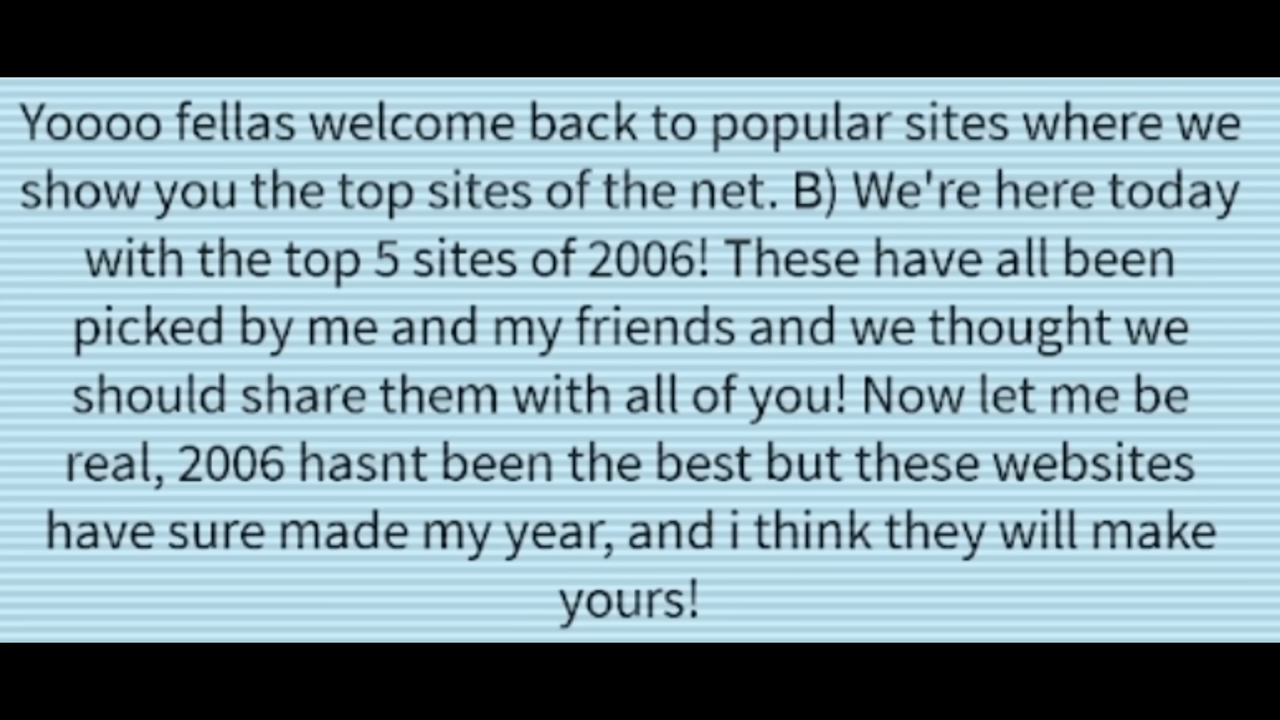 Yoooo fellas welcome back to popular sites where we
show you the top sites of the net. B) We're here today
with the top 5 sites of 2006! These have all been
picked by me and my friends and we thought we
should share them with all of you! Now let me be
real, 2006 hasnt been the best but these websites
have sure made my year, and i think they will make
yours!